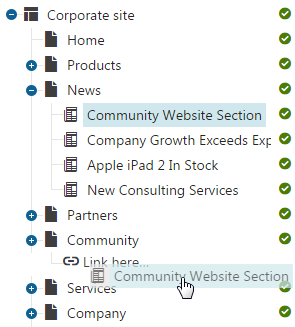 Corporate site
Home
Products
News
Community Website Section
Company Growth Exceeds Exp
Apple iPad 2 In Stock
New Consulting Services
Partners
Community
Link here...
Community Website Section
Services
Company